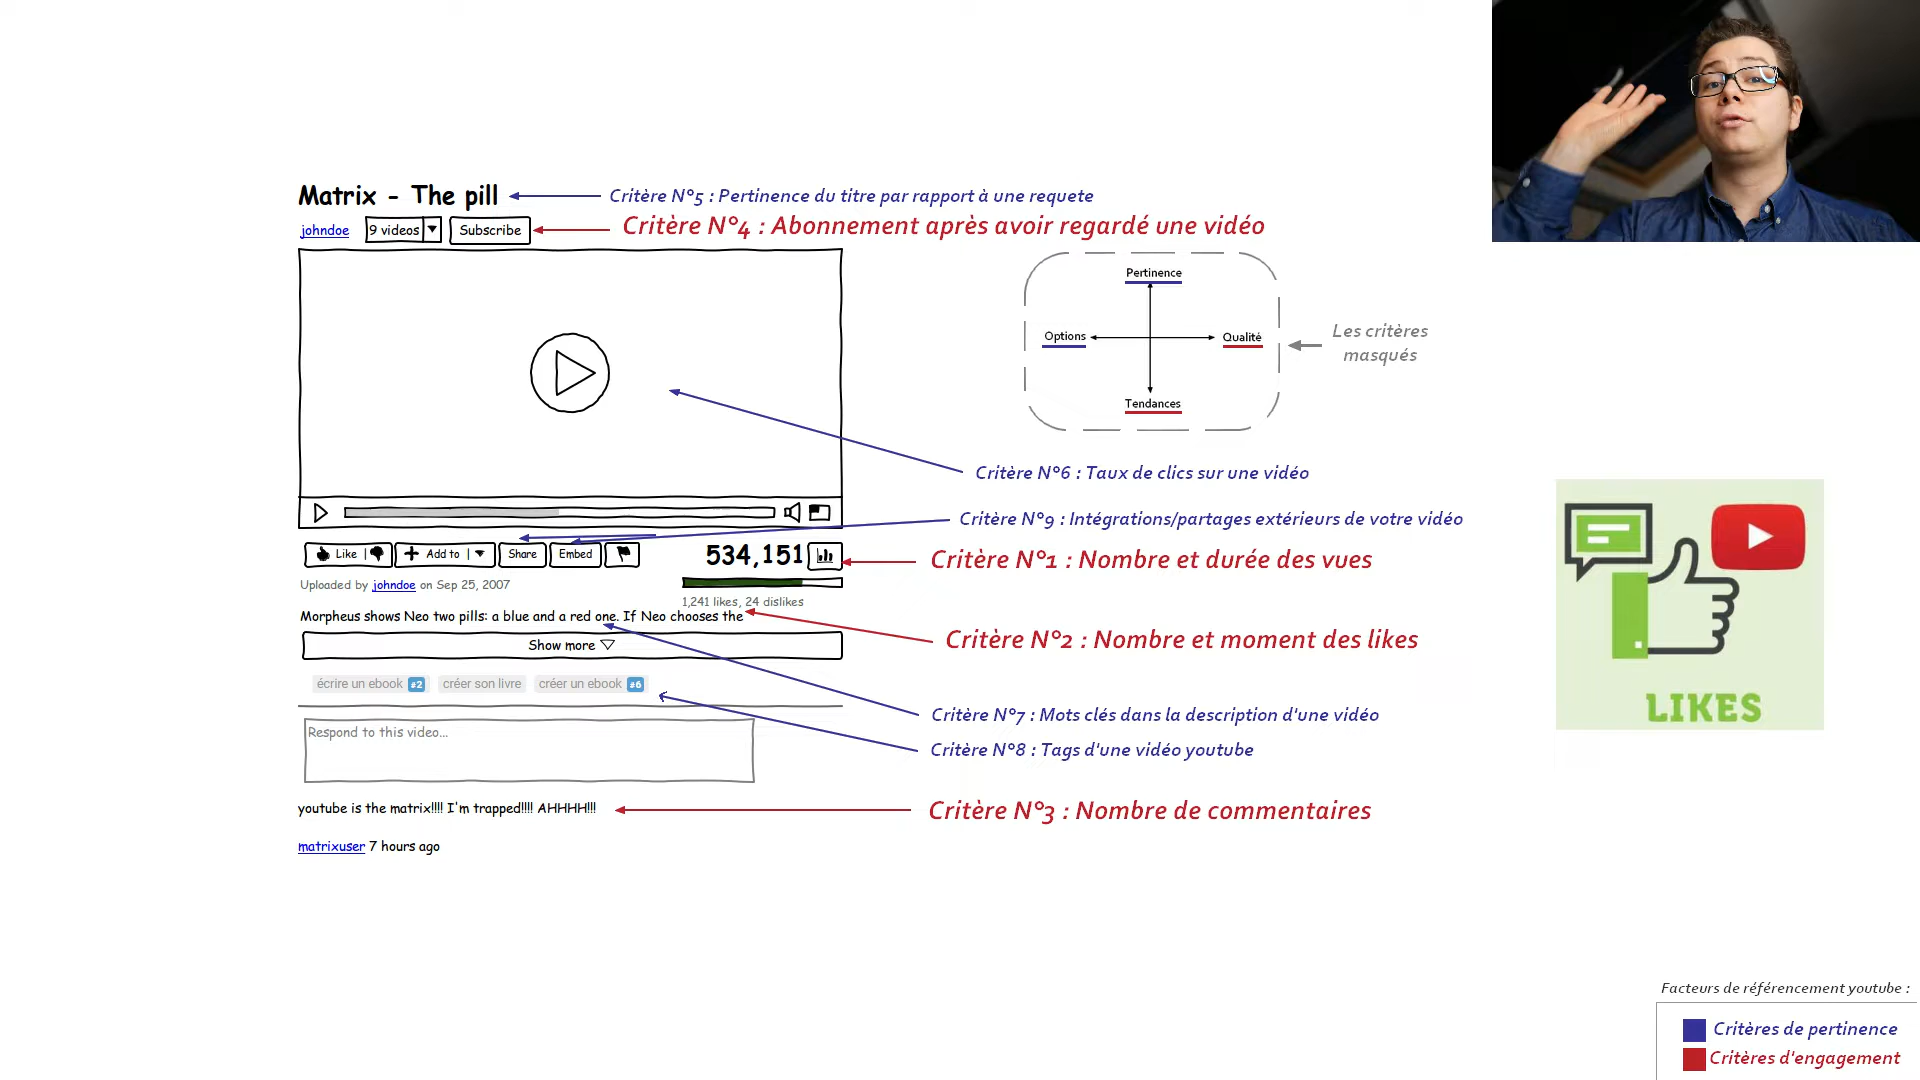 Matrix - The pill
Critère N°5 : Pertinence du titre par rapport à une requete
johndoe
9 videos
Subscribe
Critère N°4 : Abonnement après avoir regardé une vidéo
Pertinence
Options
Qualité
Tendances
Les critères
masqués
Critère N°6 : Taux de clics sur une vidéo
Critère N°9 : Intégrations/partages extérieurs de votre vidéo
Like
Add to
Share
Embed
534,151
Critère N°1 : Nombre et durée des vues
Uploaded by johndoe on Sep 25, 2007
1,241 likes, 24 dislikes
Morpheus shows Neo two pills: a blue and a red one. If Neo chooses the
Critère N°2 : Nombre et moment des likes
Show more
écrire un ebook #2 créer son livre créer un ebook #6
LIKES
Critère N°7 : Mots clés dans la description d'une vidéo
Respond to this video...
Critère N°8 : Tags d'une vidéo youtube
youtube is the matrix!!!! I'm trapped!!!! AHHHH!!!
Critère N°3 : Nombre de commentaires
matrixuser 7 hours ago
Facteurs de référencement youtube :
Critères de pertinence
Critères d'engagement